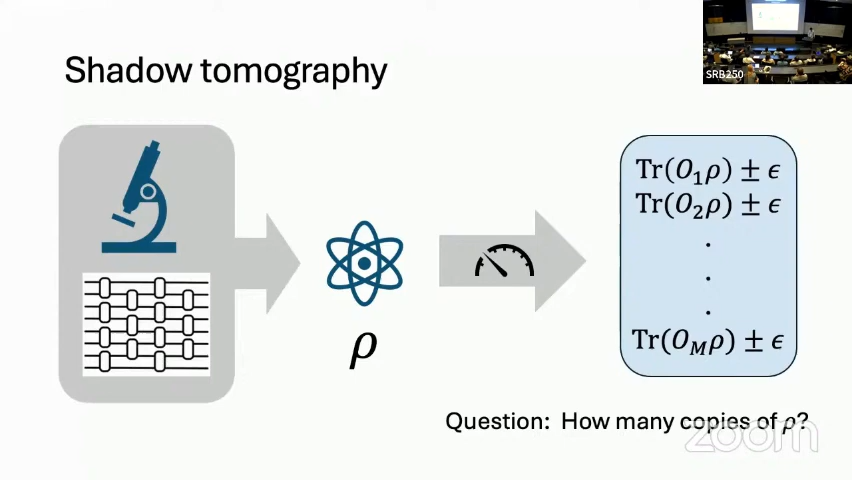 Shadow tomography
SRB250
Tr(O₁ρ) ± ϵ
Tr(O₂ρ) ± ϵ
.
.
.
Tr(O_Mρ) ± ϵ
ρ
Question: How many copies of ρ?
zoom